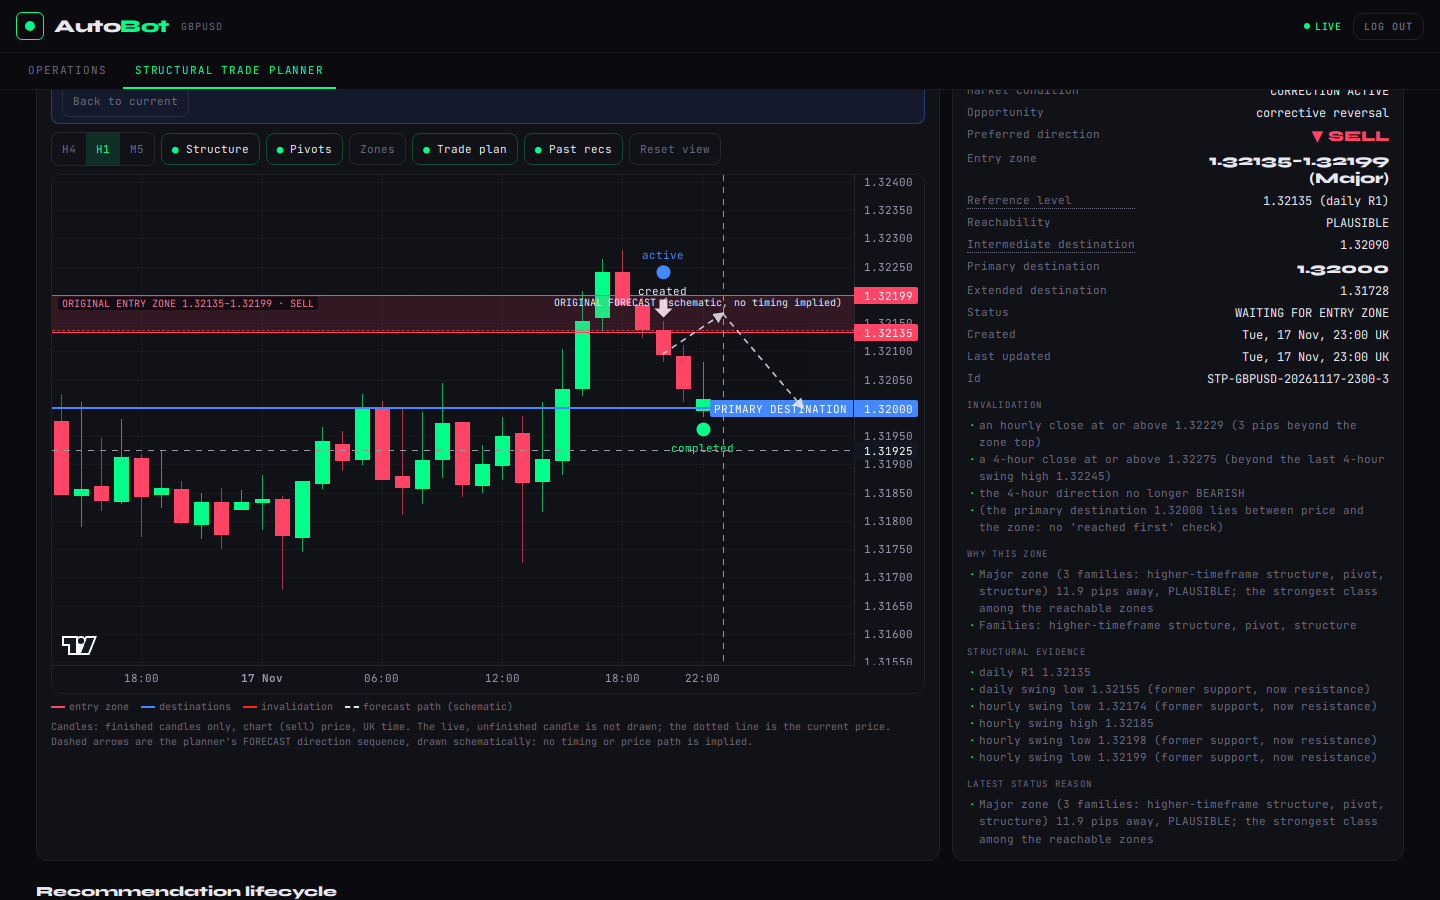 AutoBot GBPUSD
LIVE
LOG OUT
OPERATIONS
STRUCTURAL TRADE PLANNER
Back to current
H4
H1
M5
Structure
Pivots
Zones
Trade plan
Past recs
Reset view
1.32400
1.32350
1.32300
1.32250
1.32199
1.32150
1.32135
1.32100
1.32050
1.32000
1.31950
1.31925
1.31900
1.31850
1.31800
1.31750
1.31700
1.31650
1.31600
1.31550
active
created
ORIGINAL ENTRY ZONE 1.32135–1.32199 · SELL
ORIGINAL FORECAST (schematic, no timing implied)
PRIMARY DESTINATION
completed
18:00
17 Nov
06:00
12:00
18:00
22:00
entry zone
destinations
invalidation
forecast path (schematic)
Candles: finished candles only, chart (sell) price, UK time. The live, unfinished candle is not drawn; the dotted line is the current price.
Dashed arrows are the planner's FORECAST direction sequence, drawn schematically: no timing or price path is implied.
Market condition CORRECTION ACTIVE
Opportunity corrective reversal
Preferred direction ▼ SELL
Entry zone 1.32135–1.32199
(Major)
Reference level 1.32135 (daily R1)
Reachability PLAUSIBLE
Intermediate destination 1.32090
Primary destination 1.32000
Extended destination 1.31728
Status WAITING FOR ENTRY ZONE
Created Tue, 17 Nov, 23:00 UK
Last updated Tue, 17 Nov, 23:00 UK
Id STP-GBPUSD-20261117-2300-3
INVALIDATION
· an hourly close at or above 1.32229 (3 pips beyond the
zone top)
· a 4-hour close at or above 1.32275 (beyond the last 4-hour
swing high 1.32245)
· the 4-hour direction no longer BEARISH
· (the primary destination 1.32000 lies between price and
the zone: no 'reached first' check)
WHY THIS ZONE
· Major zone (3 families: higher-timeframe structure, pivot,
structure) 11.9 pips away, PLAUSIBLE; the strongest class
among the reachable zones
· Families: higher-timeframe structure, pivot, structure
STRUCTURAL EVIDENCE
· daily R1 1.32135
· daily swing low 1.32155 (former support, now resistance)
· hourly swing low 1.32174 (former support, now resistance)
· hourly swing high 1.32185
· hourly swing low 1.32198 (former support, now resistance)
· hourly swing low 1.32199 (former support, now resistance)
LATEST STATUS REASON
· Major zone (3 families: higher-timeframe structure, pivot,
structure) 11.9 pips away, PLAUSIBLE; the strongest class
among the reachable zones
Recommendation lifecycle